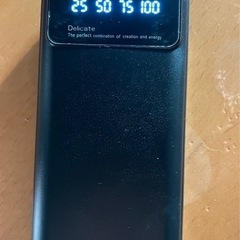 25 50 75 100
Delicate
The perfect combination of creation and energy